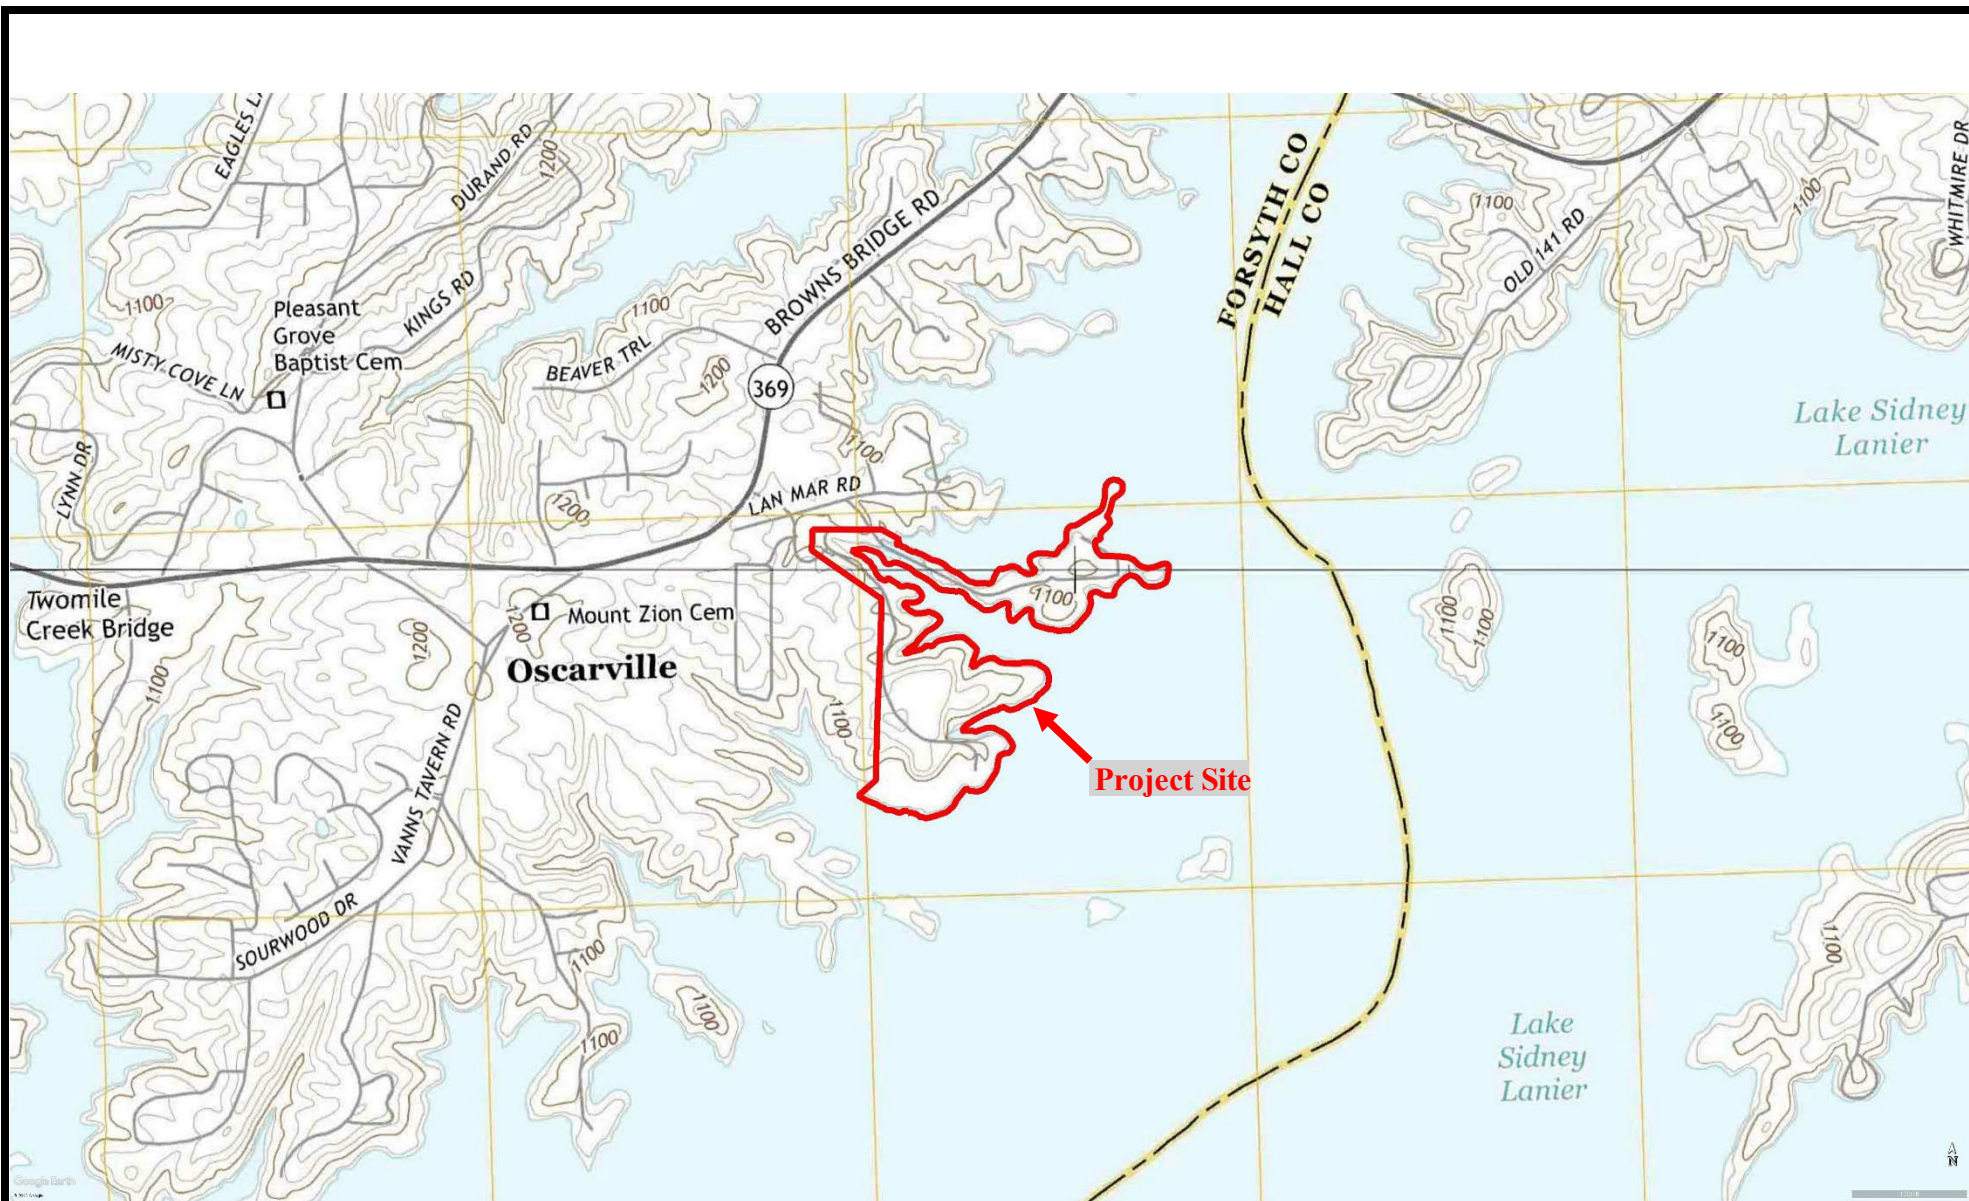 EAGLES L
DURAND RD
1200
FORSYTH CO
HALL CO
1100
OLD 141 RD
1100
WHITMIRE DR
BROWNS BRIDGE RD
1100
Pleasant
Grove
Baptist Cem
KINGS RD
1100
MISTY COVE LN
BEAVER TRL
1200
369
Lake Sidney
Lanier
LYNN DR
1100
1200
LAN MAR RD
Twomile
Creek Bridge
1200
Mount Zion Cem
1200
Oscarville
1100
1100
1100
1100
1100
1100
1100
1100
Project Site
VANNS TAVERN RD
SOURWOOD DR
1100
1100
1100
1100
Lake
Sidney
Lanier
Google Earth
N